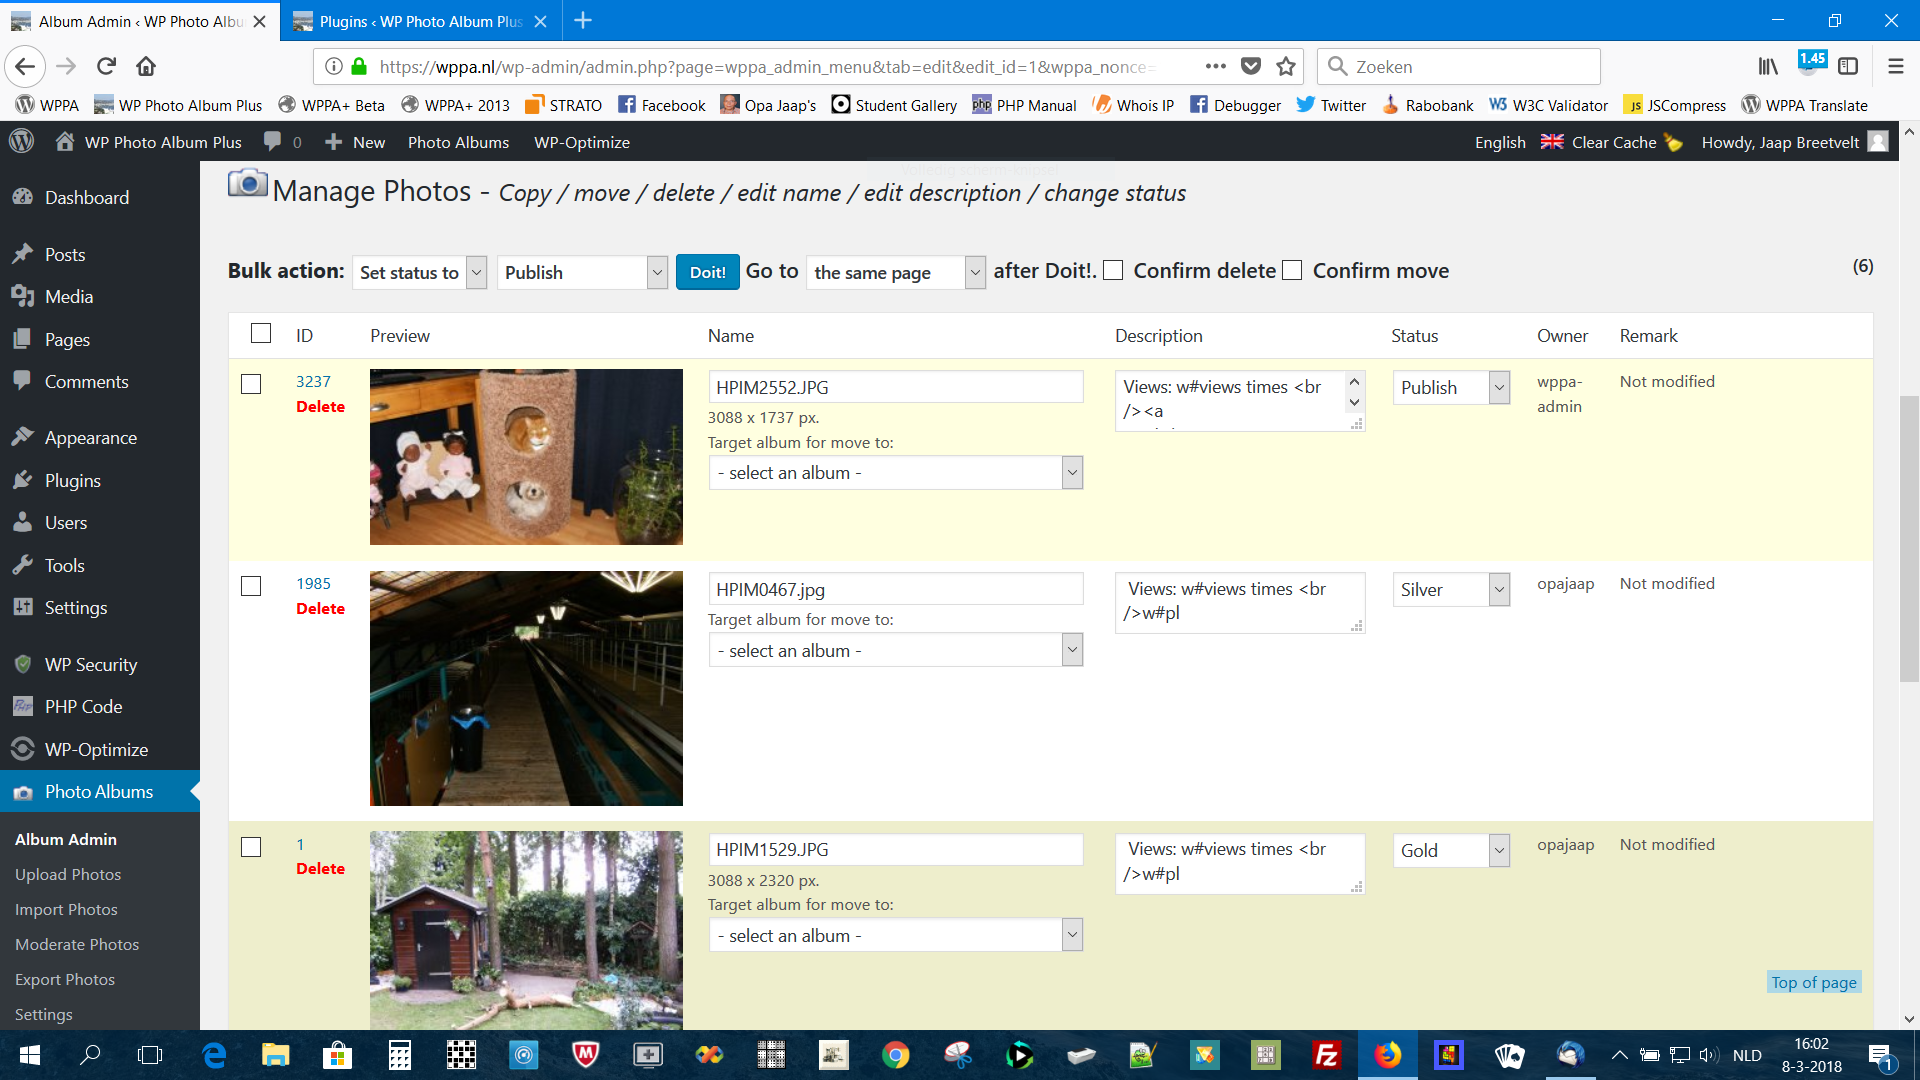 Album Admin ‹ WP Photo Albu
Plugins ‹ WP Photo Album Plus
https://wppa.nl/wp-admin/admin.php?page=wppa_admin_menu&tab=edit&edit_id=1&wppa_nonce=
Zoeken
1.45
WPPA WP Photo Album Plus WPPA+ Beta WPPA+ 2013 STRATO Facebook Opa Jaap's Student Gallery PHP Manual Whois IP Debugger Twitter Rabobank W3C Validator JSCompress WPPA Translate
WP Photo Album Plus 0 New Photo Albums WP-Optimize English Clear Cache Howdy, Jaap Breetvelt
Dashboard
Posts
Media
Pages
Comments
Appearance
Plugins
Users
Tools
Settings
WP Security
PHP Code
WP-Optimize
Photo Albums
Album Admin
Upload Photos
Import Photos
Moderate Photos
Export Photos
Settings
Volledig scherm-knipsel
Manage Photos - Copy / move / delete / edit name / edit description / change status
Bulk action: Set status to Publish Doit! Go to the same page after Doit!. Confirm delete Confirm move (6)
ID Preview Name Description Status Owner Remark
3237
Delete
HPIM2552.JPG
3088 x 1737 px.
Target album for move to:
- select an album -
Views: w#views times <br
/><a
Publish
wppa-
admin
Not modified
1985
Delete
HPIM0467.jpg
Target album for move to:
- select an album -
Views: w#views times <br
/>w#pl
Silver
opajaap
Not modified
1
Delete
HPIM1529.JPG
3088 x 2320 px.
Target album for move to:
- select an album -
Views: w#views times <br
/>w#pl
Gold
opajaap
Not modified
Top of page
NLD
16:02
8-3-2018
1